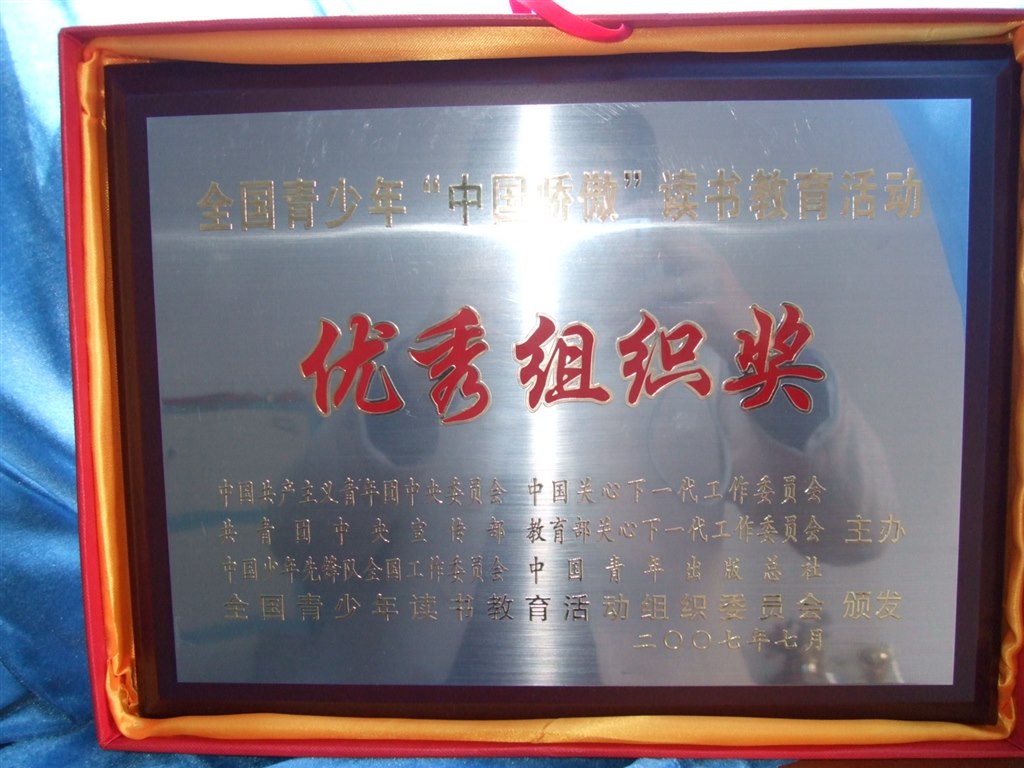 全国青少年“中国骄傲”读书教育活动
优秀组织奖
中国共产主义青年团中央委员会 中国关心下一代工作委员会
共青团中央宣传部 教育部关心下一代工作委员会 主办
中国少年先锋队全国工作委员会 中国青年出版总社
全国青少年读书教育活动组织委员会 颁发
二〇〇七年七月